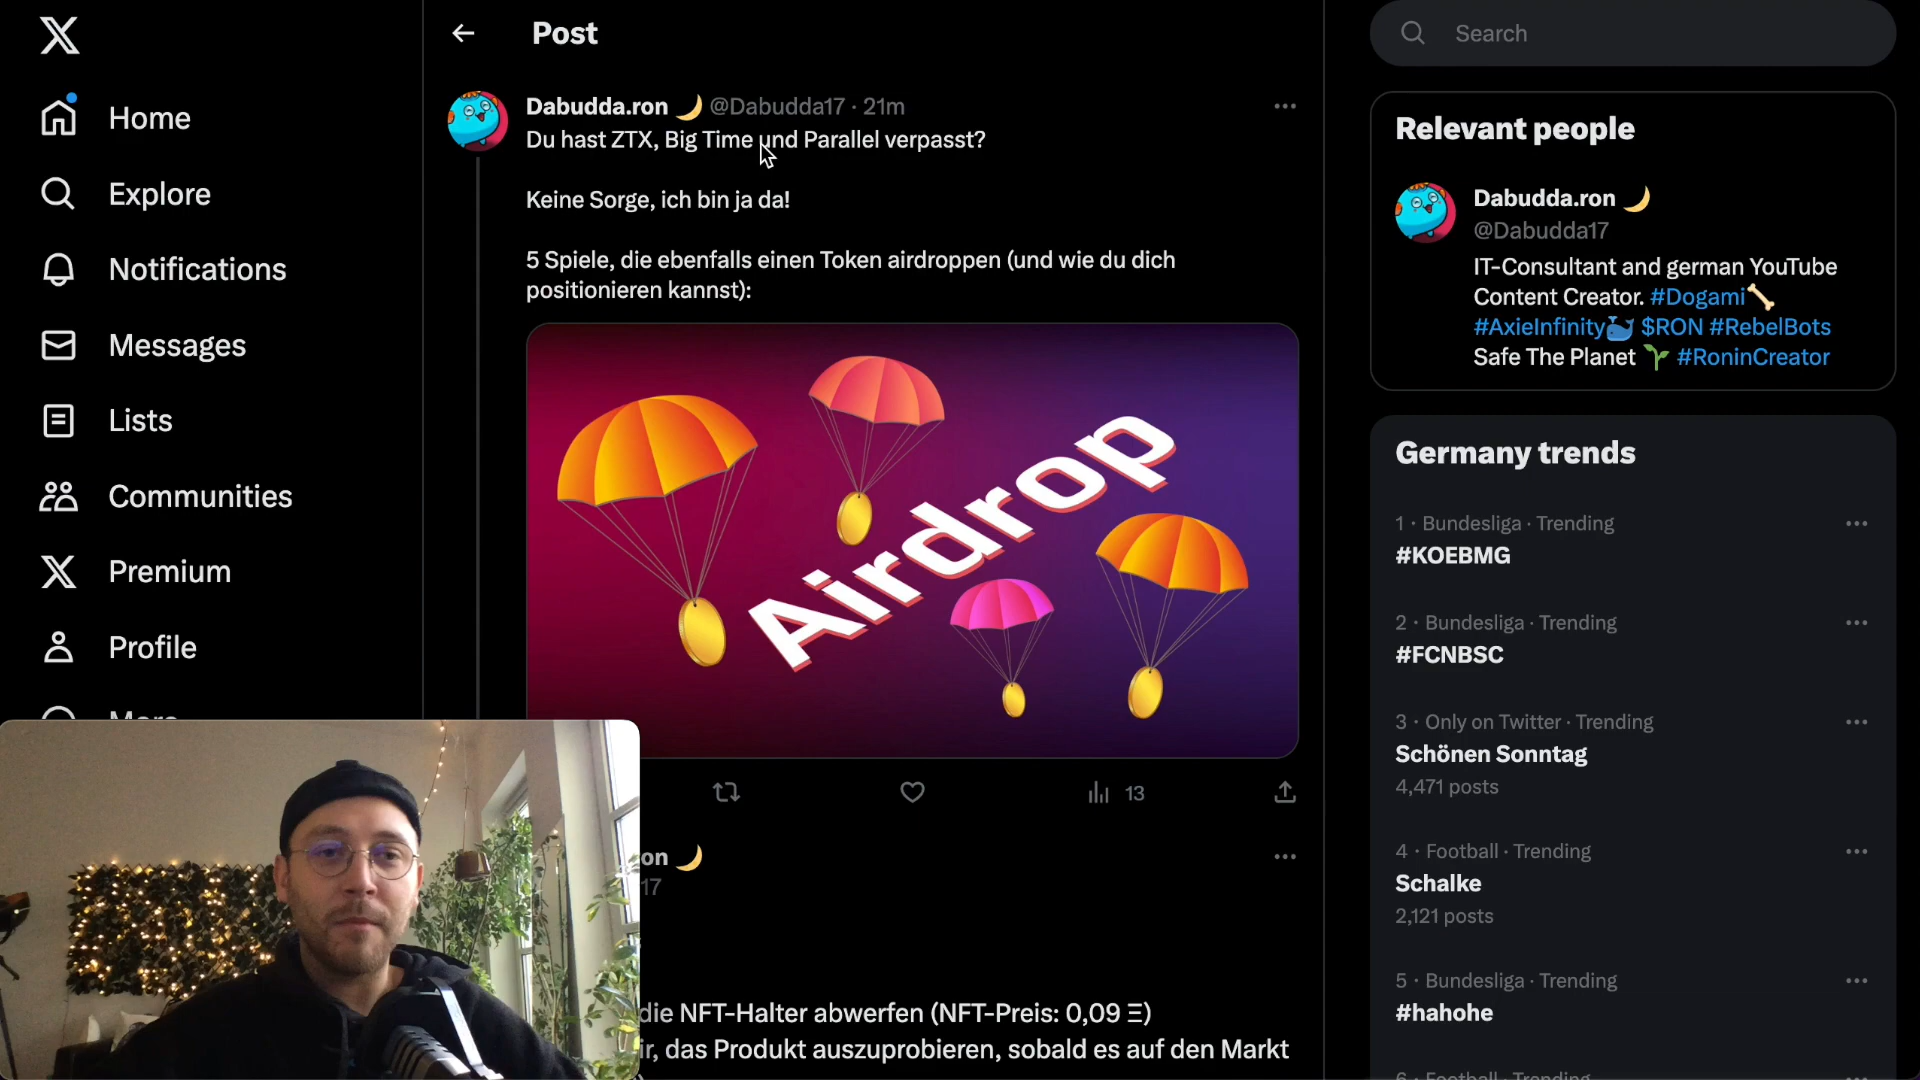 Home
Explore
Notifications
Messages
Lists
Communities
Premium
Profile
Post
Dabudda.ron 🌙 @Dabudda17 · 21m
Du hast ZTX, Big Time und Parallel verpasst?
Keine Sorge, ich bin ja da!
5 Spiele, die ebenfalls einen Token airdroppen (und wie du dich
positionieren kannst):
Airdrop
13
on 🌙
17
die NFT-Halter abwerfen (NFT-Preis: 0,09 Ξ)
ir, das Produkt auszuprobieren, sobald es auf den Markt
Search
Relevant people
Dabudda.ron 🌙
@Dabudda17
IT-Consultant and german YouTube
Content Creator. #Dogami🦴
#AxieInfinity🐳 $RON #RebelBots
Safe The Planet 🌱 #RoninCreator
Germany trends
1 · Bundesliga · Trending
#KOEBMG
2 · Bundesliga · Trending
#FCNBSC
3 · Only on Twitter · Trending
Schönen Sonntag
4,471 posts
4 · Football · Trending
Schalke
2,121 posts
5 · Bundesliga · Trending
#hahohe
6 · Football · Trending